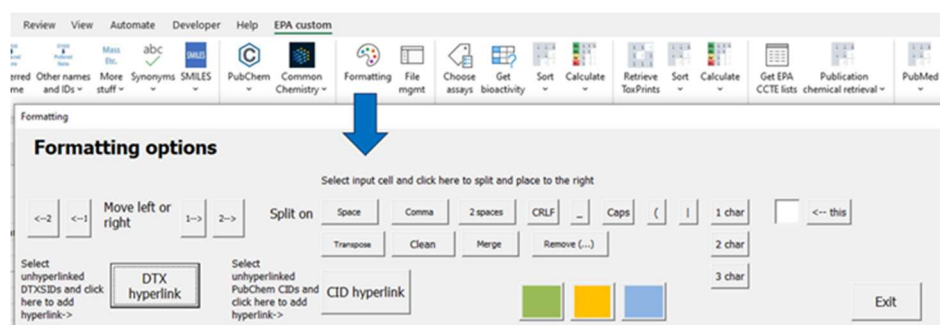 Review View Automate Developer Help EPA custom
Mass abc SMILES
Etc.
Other names More Synonyms SMILES PubChem Common Formatting File Choose Get Sort Calculate Retrieve Sort Calculate Get EPA Publication PubMed
and IDs stuff Chemistry mgmt assays bioactivity ToxPrints CCTE lists chemical retrieval
Formatting
Formatting options
Select input cell and click here to split and place to the right
<--2 <--1 Move left or right 1--> 2--> Split on Space Comma 2 spaces CRLF _ Caps ( | 1 char <-- this
Transpose Clean Merge Remove (...) 2 char
Select unhyperlinked DTXSIDs and click here to add hyperlink-> DTX hyperlink Select unhyperlinked PubChem CIDs and click here to add hyperlink-> CID hyperlink 3 char
Exit